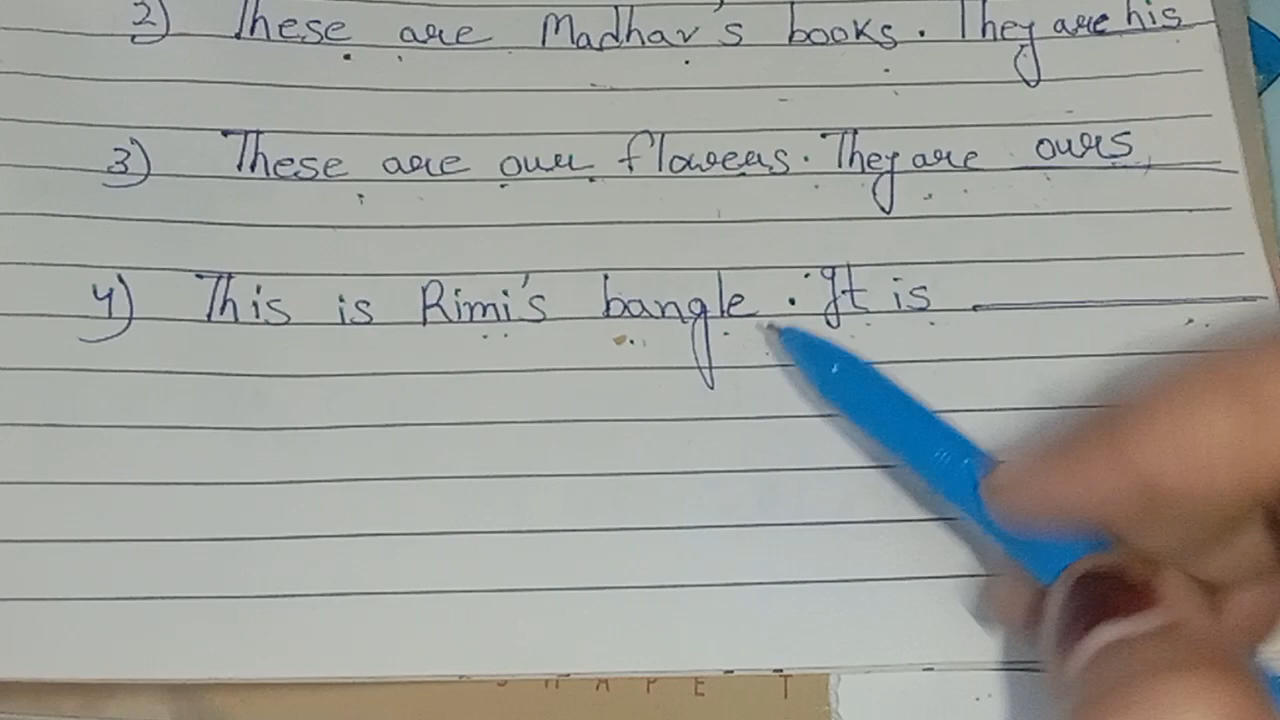 2) These are Madhav's books. They are his
3) These are our flowers. They are ours,
4) This is Rimi's bangle. It is
S H A P E T